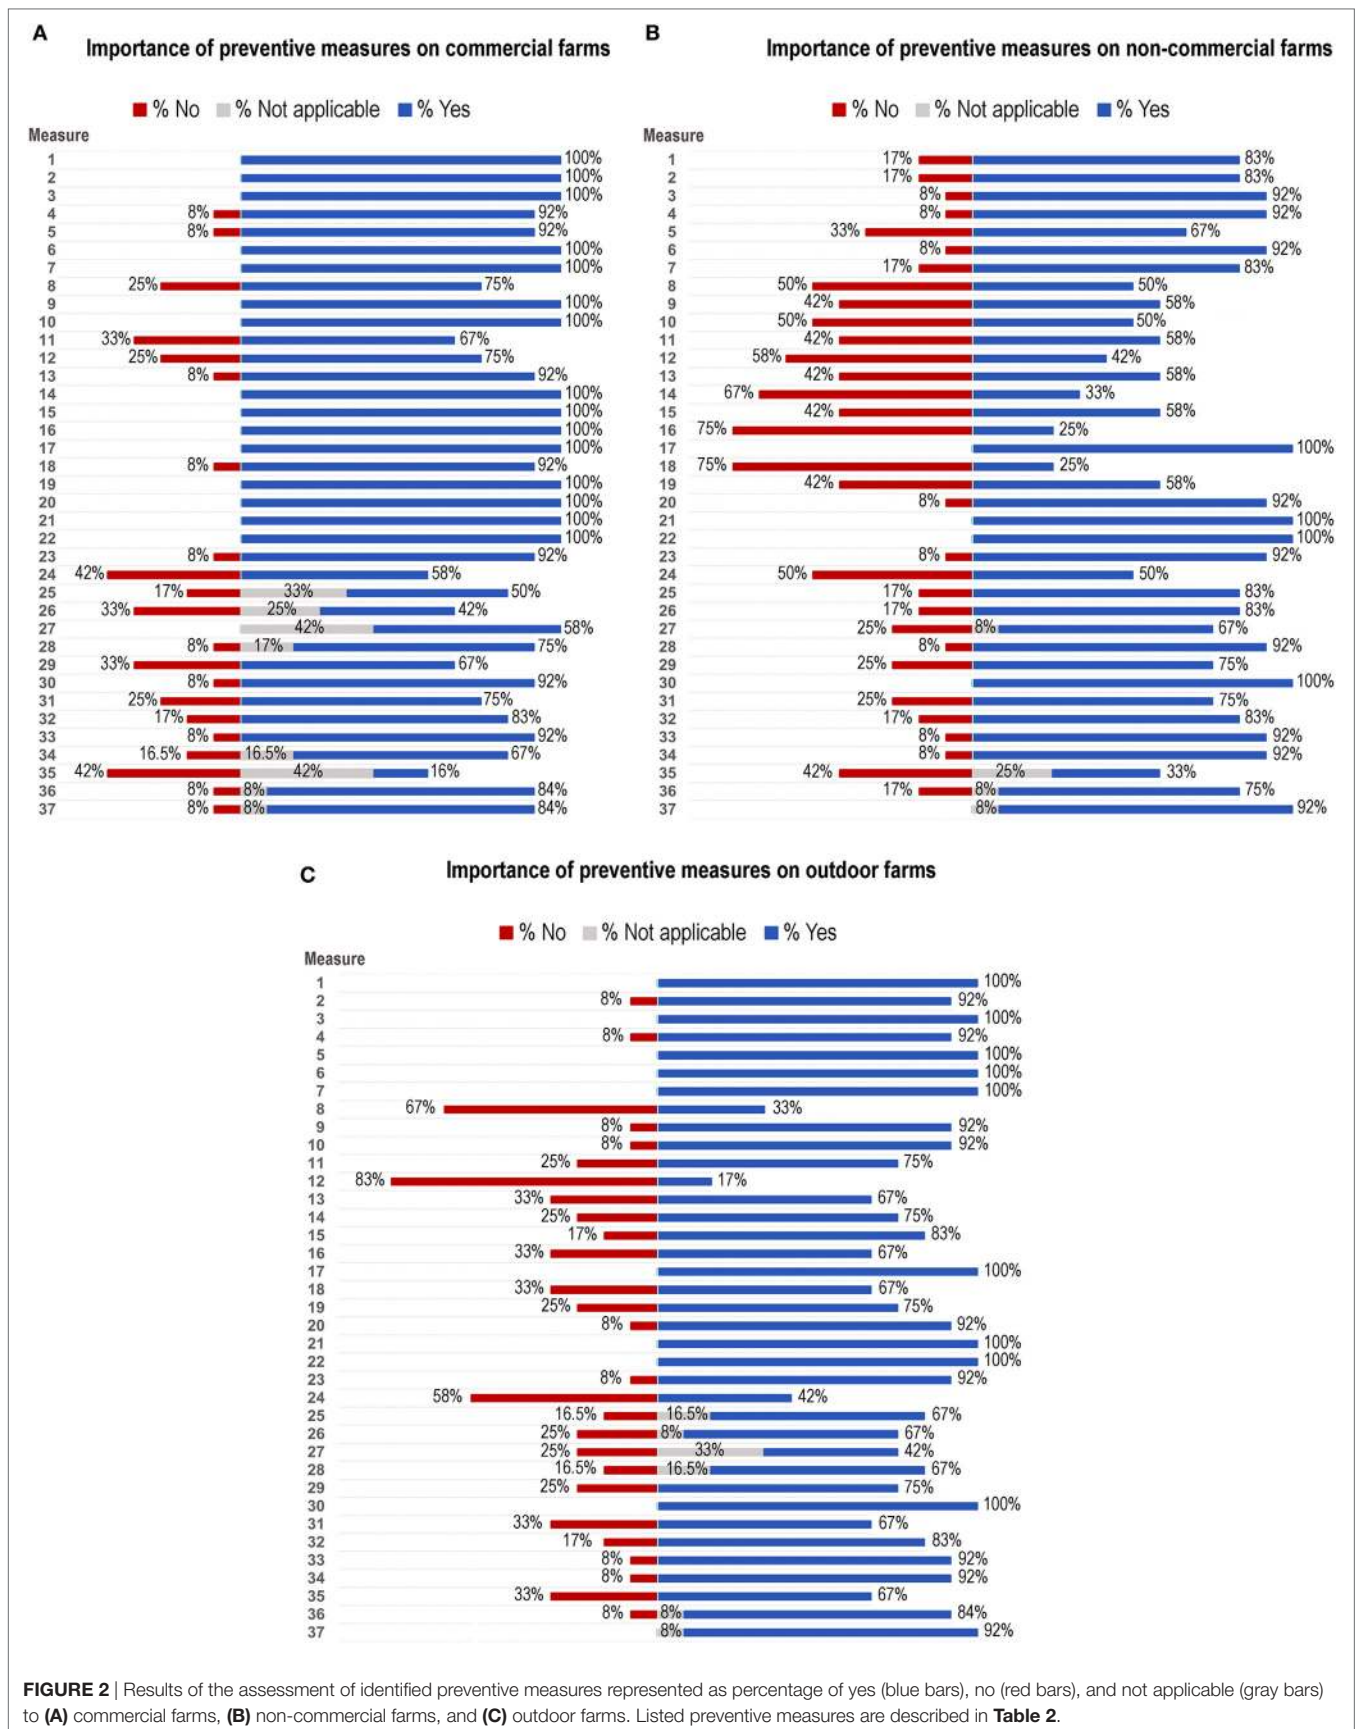 A
Importance of preventive measures on commercial farms
% No % Not applicable % Yes
Measure
1 100%
2 100%
3 100%
4 8% 92%
5 8% 92%
6 100%
7 100%
8 25% 75%
9 100%
10 100%
11 33% 67%
12 25% 75%
13 8% 92%
14 100%
15 100%
16 100%
17 100%
18 8% 92%
19 100%
20 100%
21 100%
22 100%
23 8% 92%
24 42% 58%
25 17% 33% 50%
26 33% 25% 42%
27 42% 58%
28 8% 17% 75%
29 33% 67%
30 8% 92%
31 25% 75%
32 17% 83%
33 8% 92%
34 16.5% 16.5% 67%
35 42% 42% 16%
36 8% 8% 84%
37 8% 8% 84%
B
Importance of preventive measures on non-commercial farms
% No % Not applicable % Yes
Measure
1 17% 83%
2 17% 83%
3 8% 92%
4 8% 92%
5 33% 67%
6 8% 92%
7 17% 83%
8 50% 50%
9 42% 58%
10 50% 50%
11 42% 58%
12 58% 42%
13 42% 58%
14 67% 33%
15 42% 58%
16 75% 25%
17 100%
18 75% 25%
19 42% 58%
20 8% 92%
21 100%
22 100%
23 8% 92%
24 50% 50%
25 17% 83%
26 17% 83%
27 25% 8% 67%
28 8% 92%
29 25% 75%
30 100%
31 25% 75%
32 17% 83%
33 8% 92%
34 8% 92%
35 42% 25% 33%
36 17% 8% 75%
37 8% 92%
C
Importance of preventive measures on outdoor farms
% No % Not applicable % Yes
Measure
1 100%
2 8% 92%
3 100%
4 8% 92%
5 100%
6 100%
7 100%
8 67% 33%
9 8% 92%
10 8% 92%
11 25% 75%
12 83% 17%
13 33% 67%
14 25% 75%
15 17% 83%
16 33% 67%
17 100%
18 33% 67%
19 25% 75%
20 8% 92%
21 100%
22 100%
23 8% 92%
24 58% 42%
25 16.5% 16.5% 67%
26 25% 8% 67%
27 25% 33% 42%
28 16.5% 16.5% 67%
29 25% 75%
30 100%
31 33% 67%
32 17% 83%
33 8% 92%
34 8% 92%
35 33% 67%
36 8% 8% 84%
37 8% 92%
FIGURE 2 | Results of the assessment of identified preventive measures represented as percentage of yes (blue bars), no (red bars), and not applicable (gray bars)
to (A) commercial farms, (B) non-commercial farms, and (C) outdoor farms. Listed preventive measures are described in Table 2.